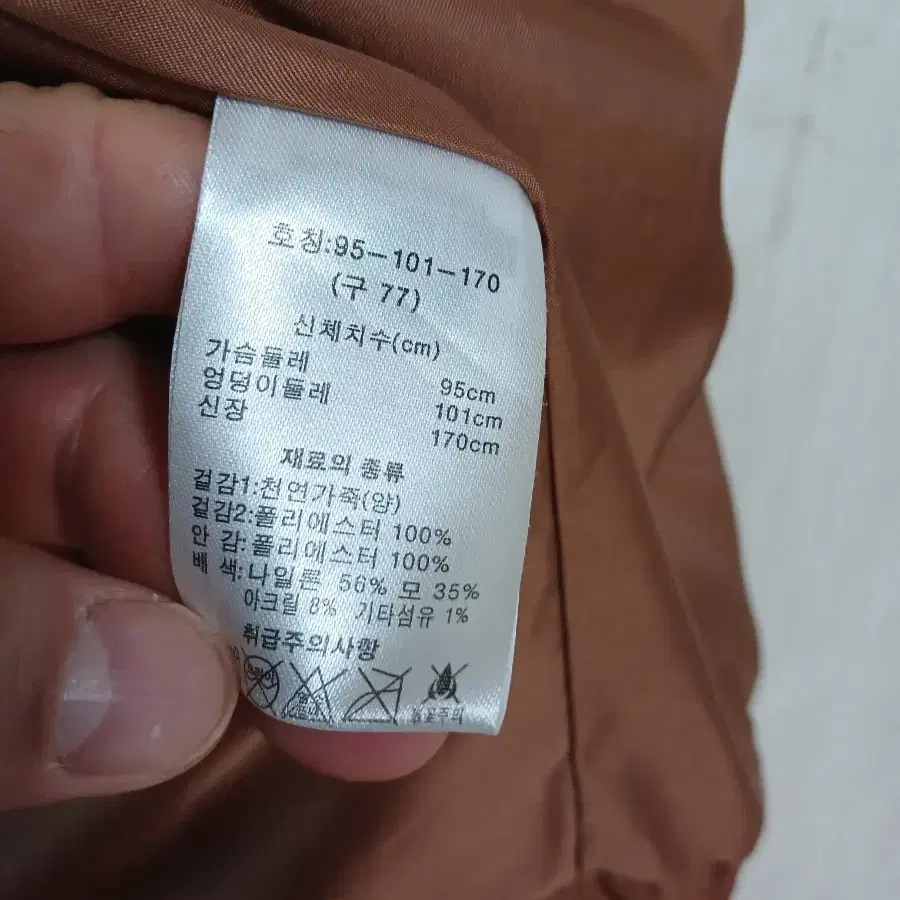 호칭:95-101-170
(구 77)
신체치수(cm)
가슴둘레 95cm
엉덩이둘레 101cm
신장 170cm
재료의 종류
겉감1:천연가죽(양)
겉감2:폴리에스터 100%
안 감:폴리에스터 100%
배 색:나일론 56% 모 35%
아크릴 8% 기타섬유 1%
취급주의사항